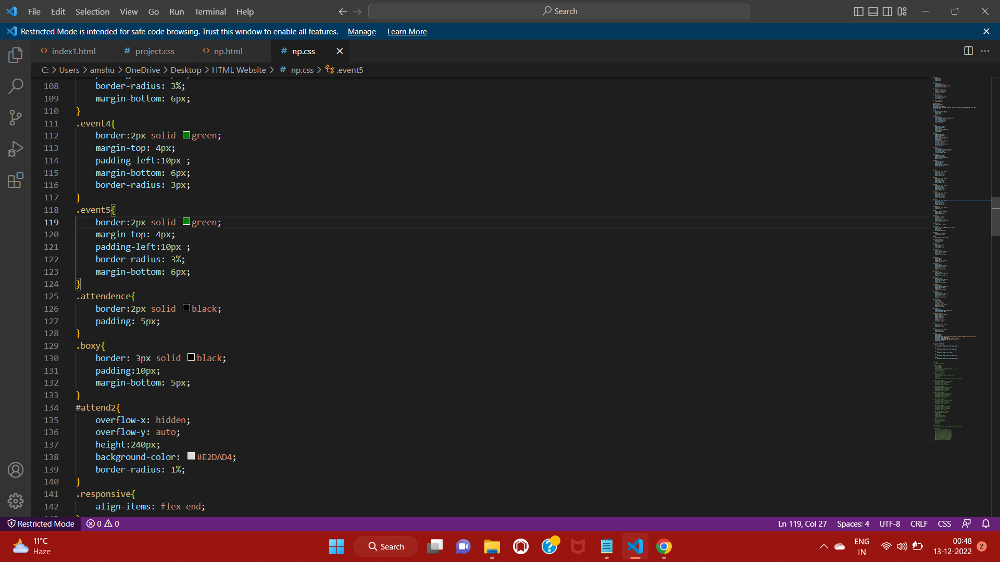 File Edit Selection View Go Run Terminal Help Search
Restricted Mode is intended for safe code browsing. Trust this window to enable all features. Manage Learn More
index1.html # project.css np.html # np.css
C: > Users > amshu > OneDrive > Desktop > HTML Website > # np.css > .event5
108 border-radius: 3%;
109 margin-bottom: 6px;
110 }
111 .event4{
112 border:2px solid green;
113 margin-top: 4px;
114 padding-left:10px ;
115 margin-bottom: 6px;
116 border-radius: 3px;
117 }
118 .event5{
119 border:2px solid green;
120 margin-top: 4px;
121 padding-left:10px ;
122 border-radius: 3%;
123 margin-bottom: 6px;
124 }
125 .attendence{
126 border:2px solid black;
127 padding: 5px;
128 }
129 .boxy{
130 border: 3px solid black;
131 padding:10px;
132 margin-bottom: 5px;
133 }
134 #attend2{
135 overflow-x: hidden;
136 overflow-y: auto;
137 height:240px;
138 background-color: #E2DAD4;
139 border-radius: 1%;
140 }
141 .responsive{
142 align-items: flex-end;
Restricted Mode 0 0 Ln 119, Col 27 Spaces: 4 UTF-8 CRLF CSS
11°C
Haze
Search
ENG
IN
00:48
13-12-2022
2